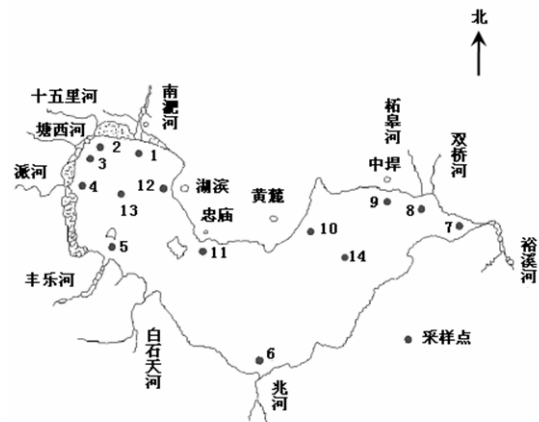 北
十五里河
南淝河
塘西河
派河
2
1
3
4
12
湖滨
13
忠庙
黄麓
柘皋河
双桥河
中垾
9
8
7
10
5
11
14
裕溪河
丰乐河
白石天河
6
采样点
兆河